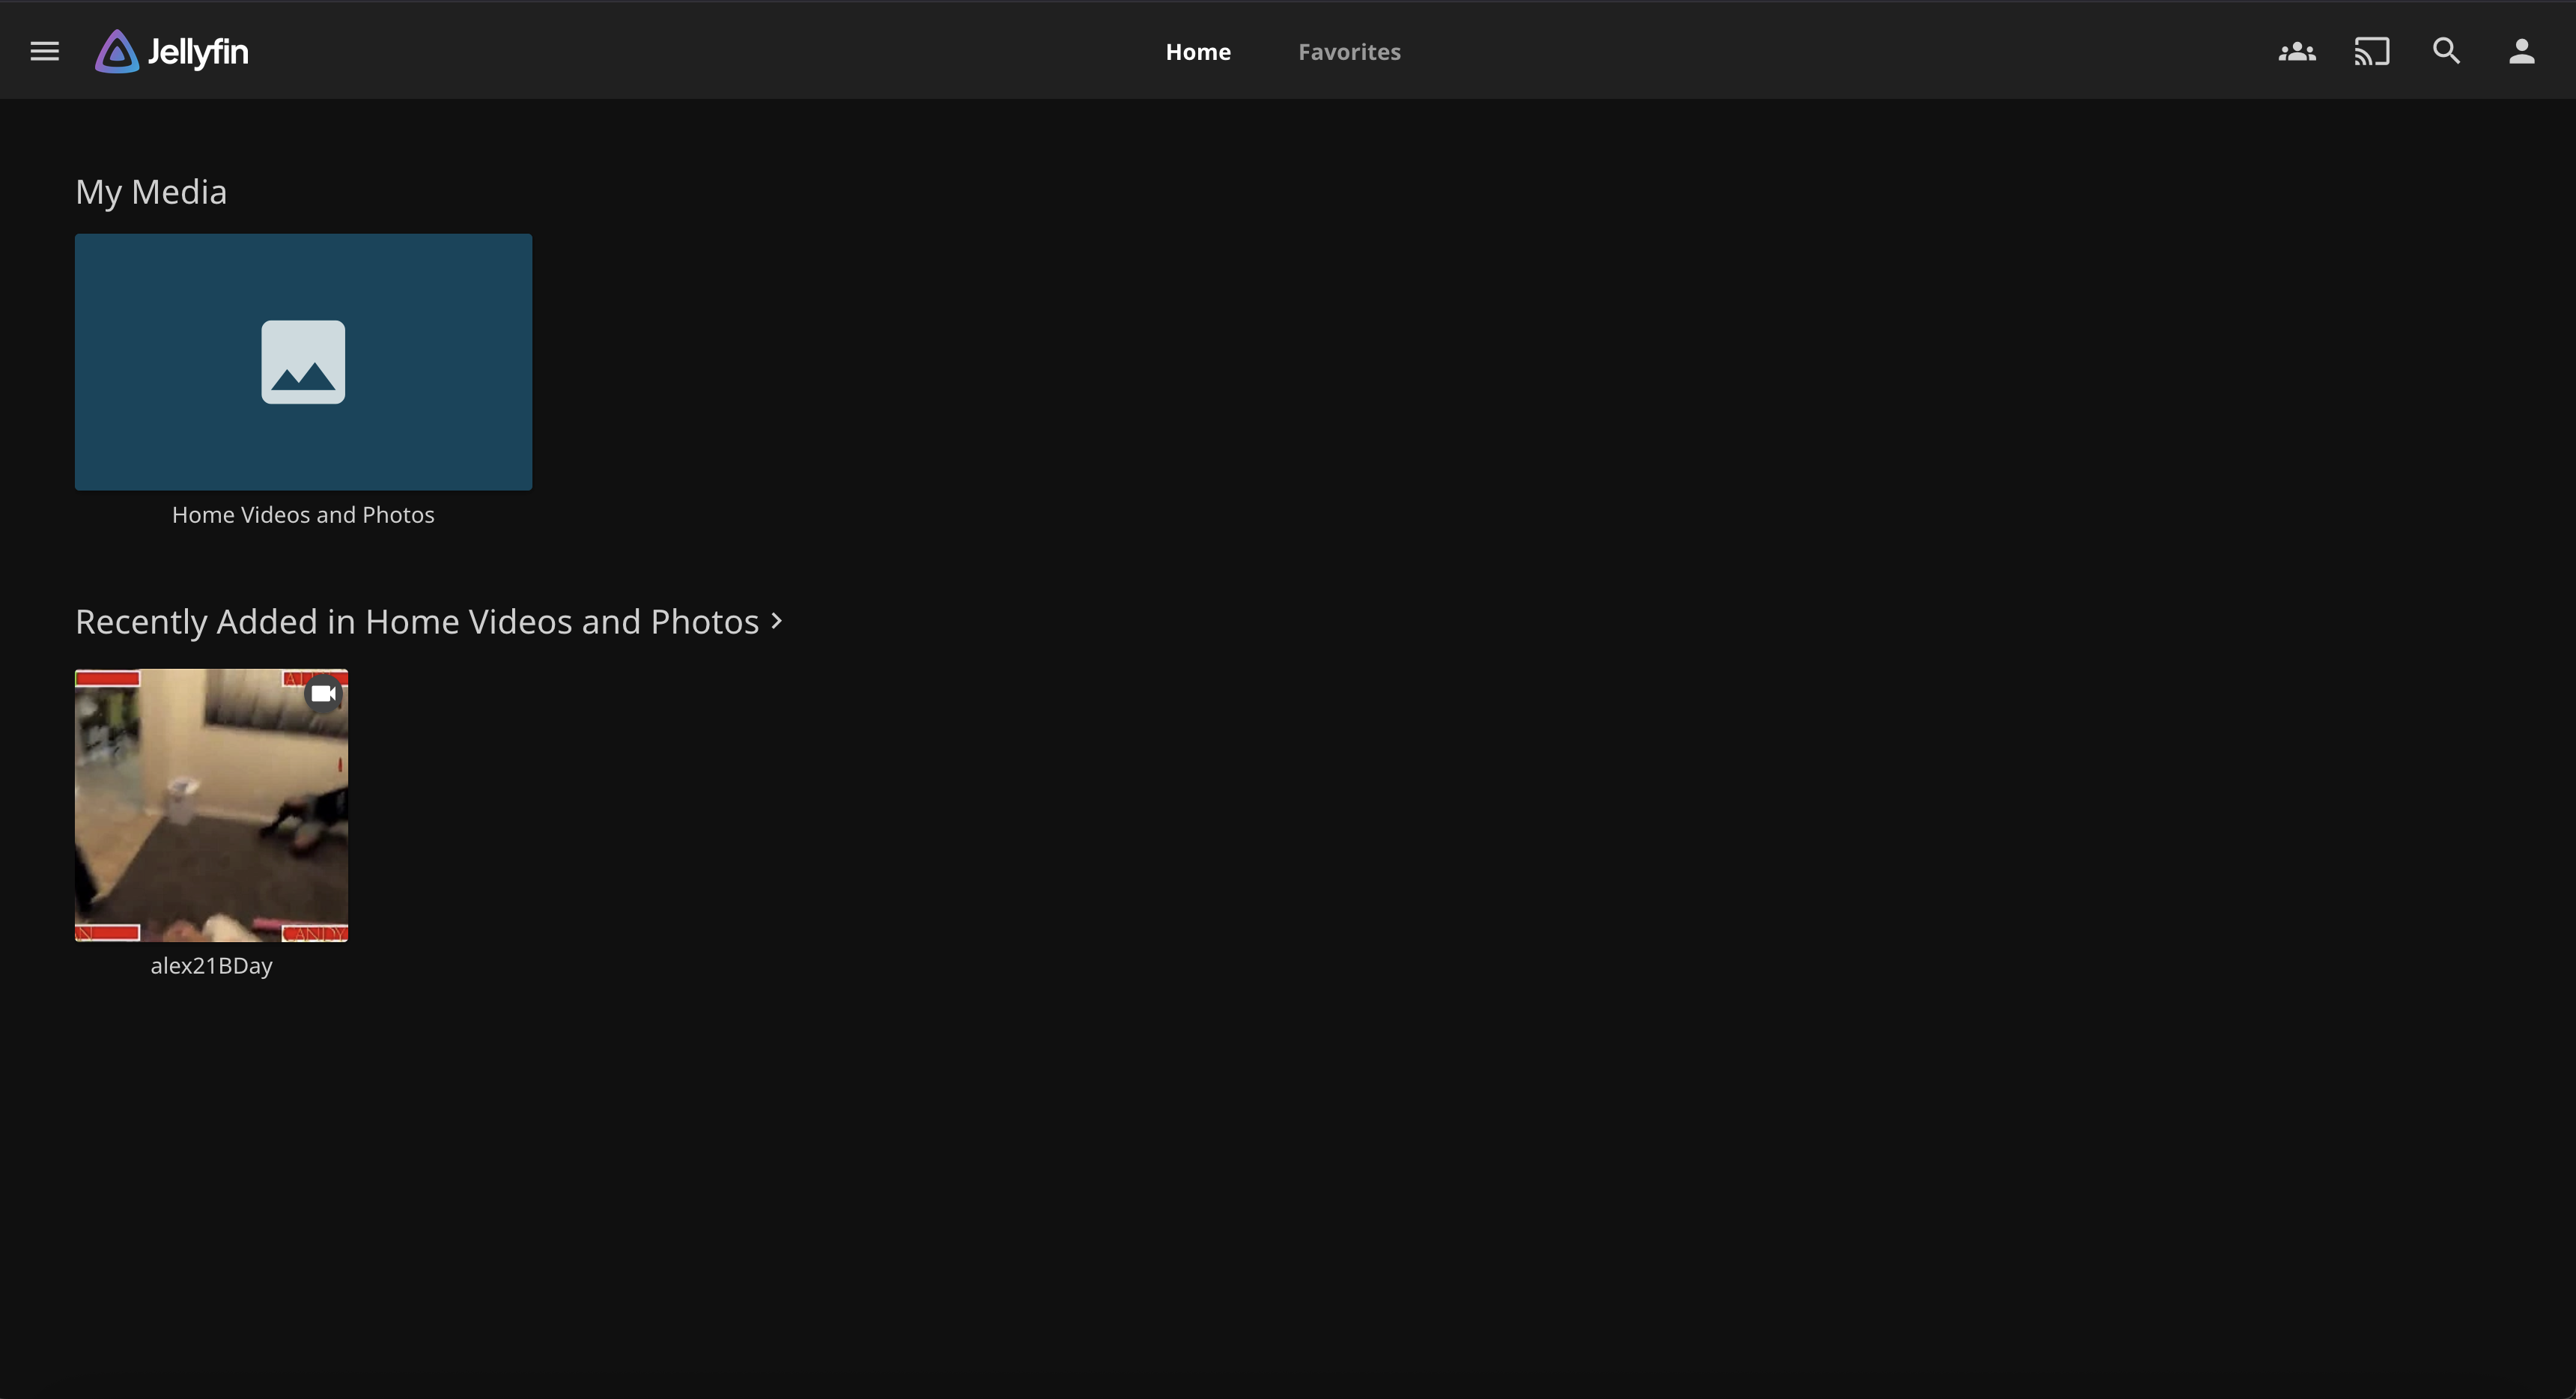 Jellyfin
Home
Favorites
My Media
Home Videos and Photos
Recently Added in Home Videos and Photos
alex21BDay